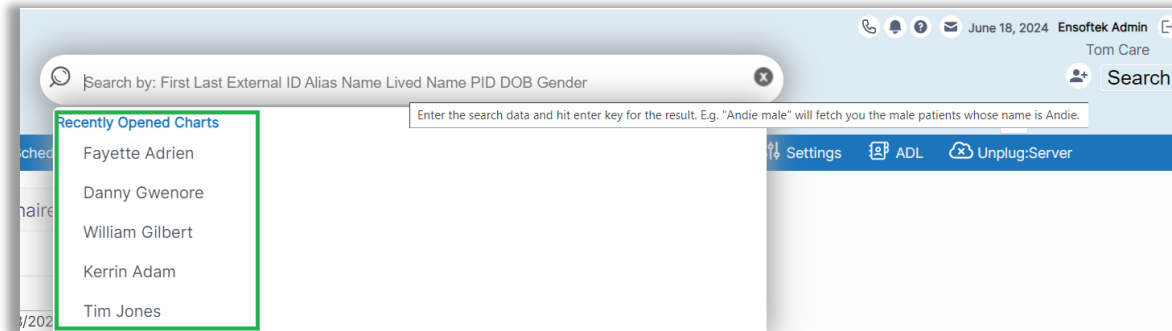 June 18, 2024 Ensoftek Admin
Tom Care
Search by: First Last External ID Alias Name Lived Name PID DOB Gender
Search
Enter the search data and hit enter key for the result. E.g. "Andie male" will fetch you the male patients whose name is Andie.
Recently Opened Charts
Sched
Settings ADL Unplug:Server
Fayette Adrien
Danny Gwenore
naire
William Gilbert
Kerrin Adam
Tim Jones
/202